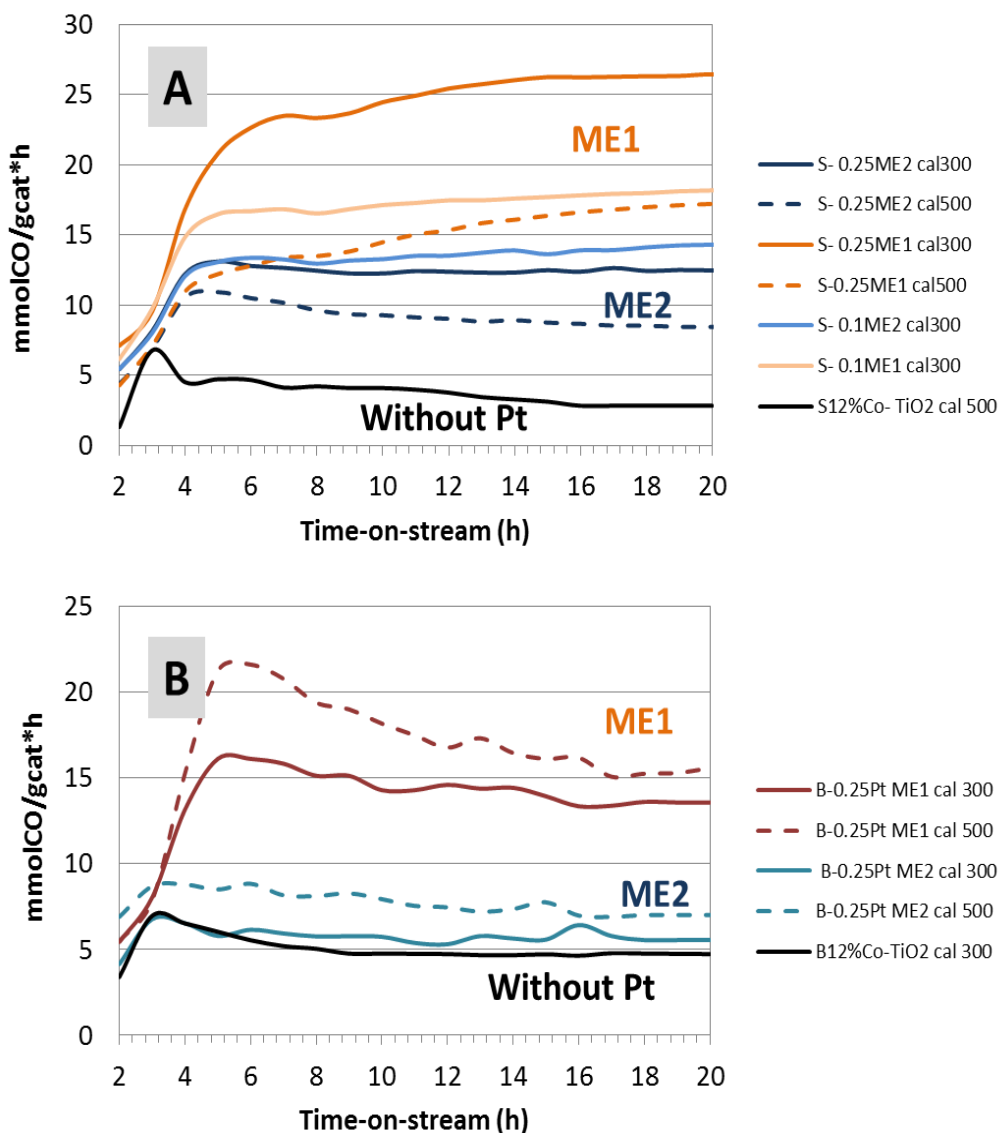 30
25
20
15
10
5
0
mmolCO/gcat*h
A
ME1
ME2
Without Pt
2 4 6 8 10 12 14 16 18 20
Time-on-stream (h)
S- 0.25ME2 cal300
S- 0.25ME2 cal500
S- 0.25ME1 cal300
S-0.25ME1 cal500
S- 0.1ME2 cal300
S- 0.1ME1 cal300
S12%Co- TiO2 cal 500
25
20
15
10
5
0
mmolCO/gcat*h
B
ME1
ME2
Without Pt
2 4 6 8 10 12 14 16 18 20
Time-on-stream (h)
B-0.25Pt ME1 cal 300
B-0.25Pt ME1 cal 500
B-0.25Pt ME2 cal 300
B-0.25Pt ME2 cal 500
B12%Co-TiO2 cal 300